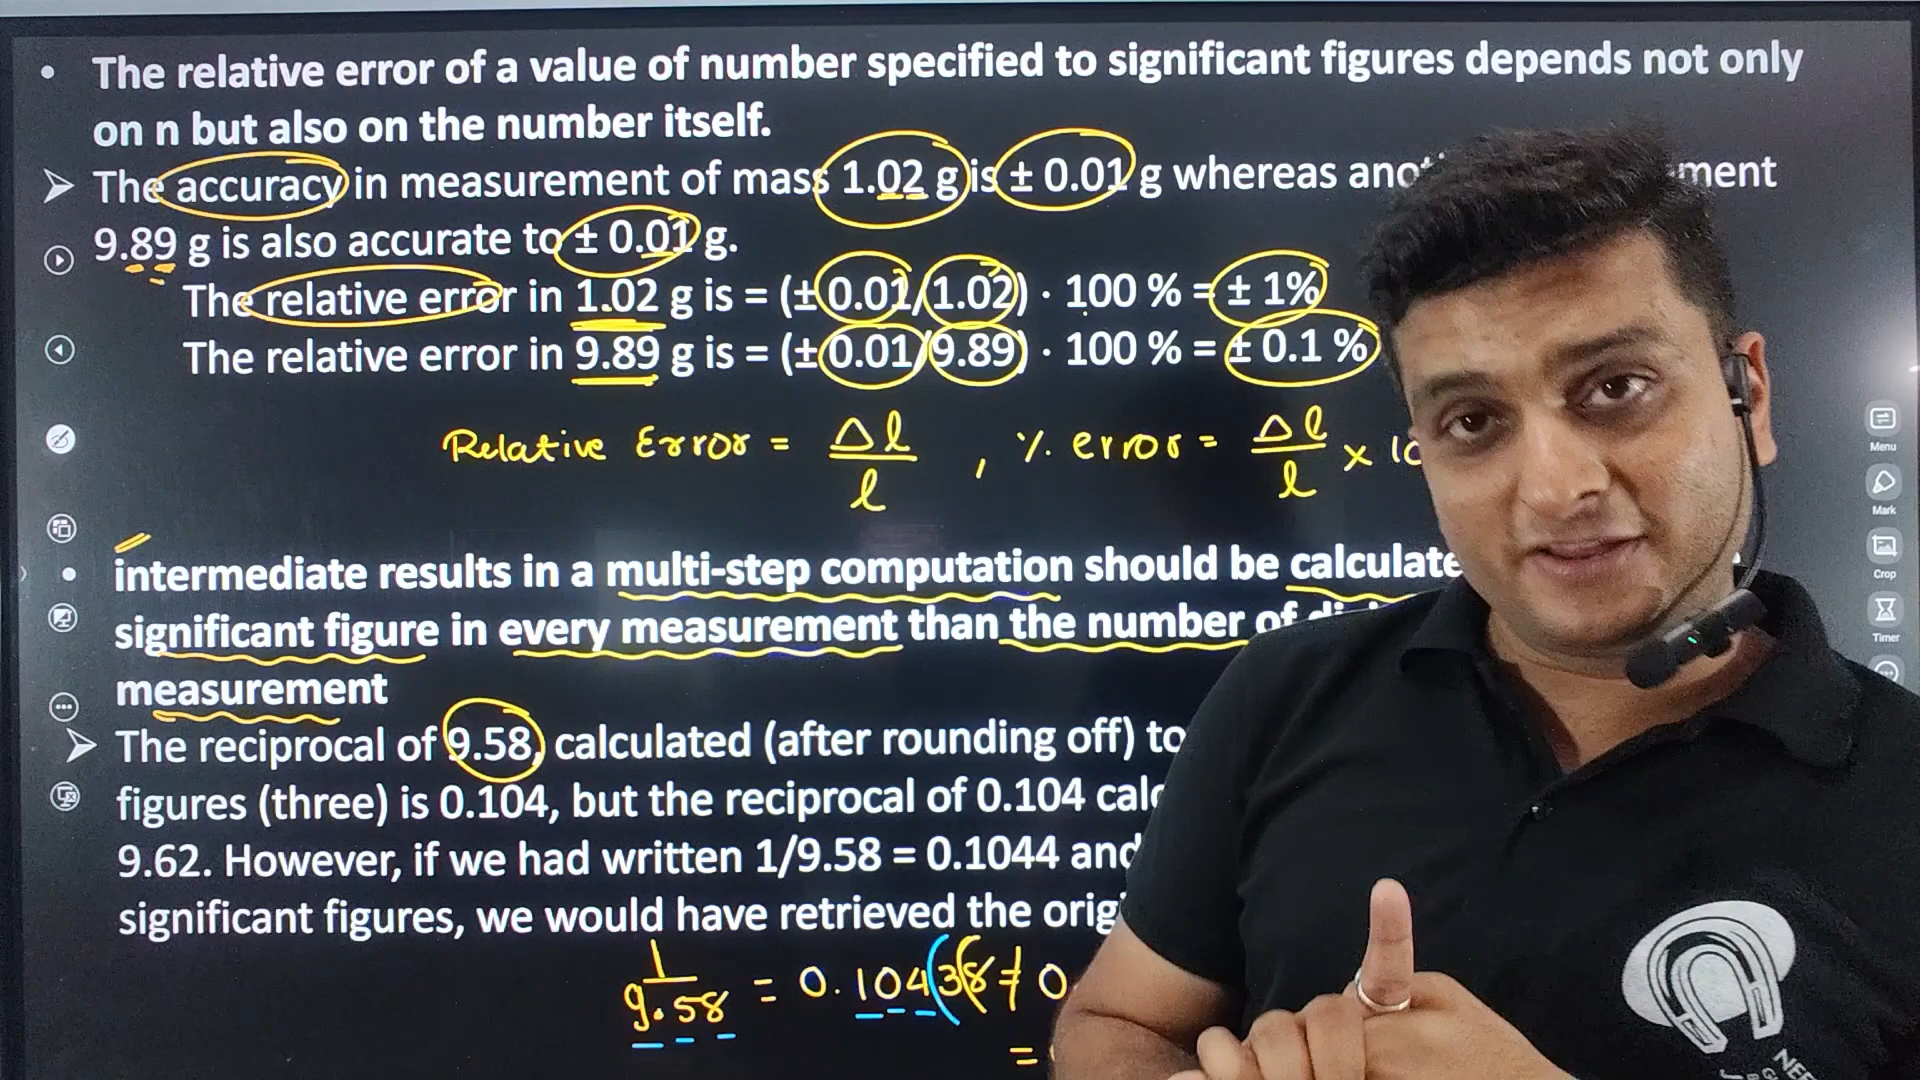 • The relative error of a value of number specified to significant figures depends not only
on n but also on the number itself.
➢ The accuracy in measurement of mass 1.02 g is ± 0.01 g whereas
9.89 g is also accurate to ± 0.01 g.
The relative error in 1.02 g is = (± 0.01/1.02) · 100 % = ± 1%
The relative error in 9.89 g is = (± 0.01/9.89) · 100 % = ± 0.1 %
Relative Error = Δl/l , % error = Δl/l ×
Menu
Mark
Crop
Timer
• intermediate results in a multi-step computation should be
significant figure in every measurement than the number of
measurement
➢ The reciprocal of 9.58, calculated (after rounding off) to
figures (three) is 0.104, but the reciprocal of 0.104
9.62. However, if we had written 1/9.58 = 0.1044 and
significant figures, we would have retrieved the
1/9.58 = 0.10438 =
=